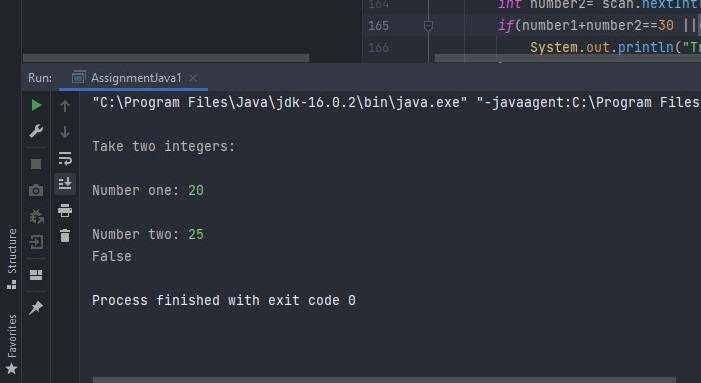 164 int number2= scan.nextInt(
165 if(number1+number2==30 ||
166 System.out.println("Tr
Run: AssignmentJava1
"C:\Program Files\Java\jdk-16.0.2\bin\java.exe" "-javaagent:C:\Program Files
Take two integers:
Number one: 20
Number two: 25
False
Process finished with exit code 0
Structure
Favorites